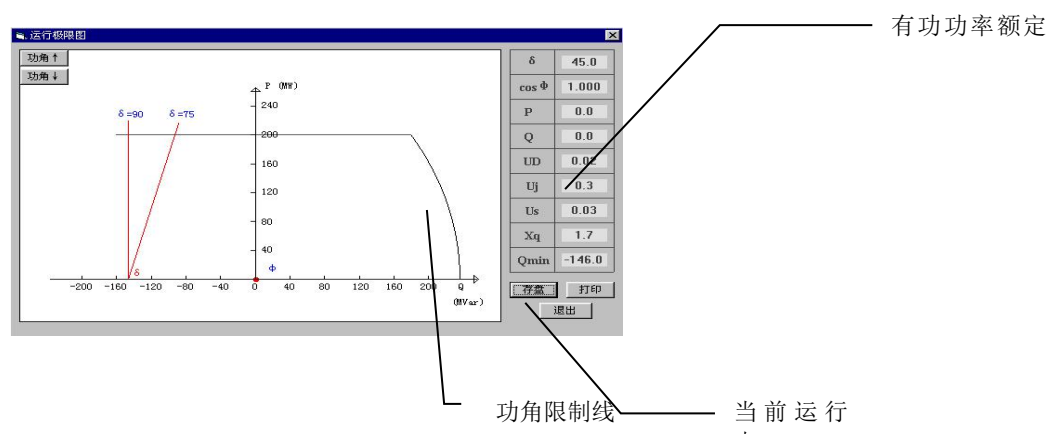 运行极限图
有功功率额定
功角↑
功角↓
P (MW)
240
200
160
120
80
40
δ=90
δ=75
δ
Φ
-200 -160 -120 -80 -40 0 40 80 120 160 200 Q
(MVar)
δ 45.0
cos Φ 1.000
P 0.0
Q 0.0
UD 0.02
Uj 0.3
Us 0.03
Xq 1.7
Qmin -146.0
存盘 打印
退出
功角限制线
当前运行